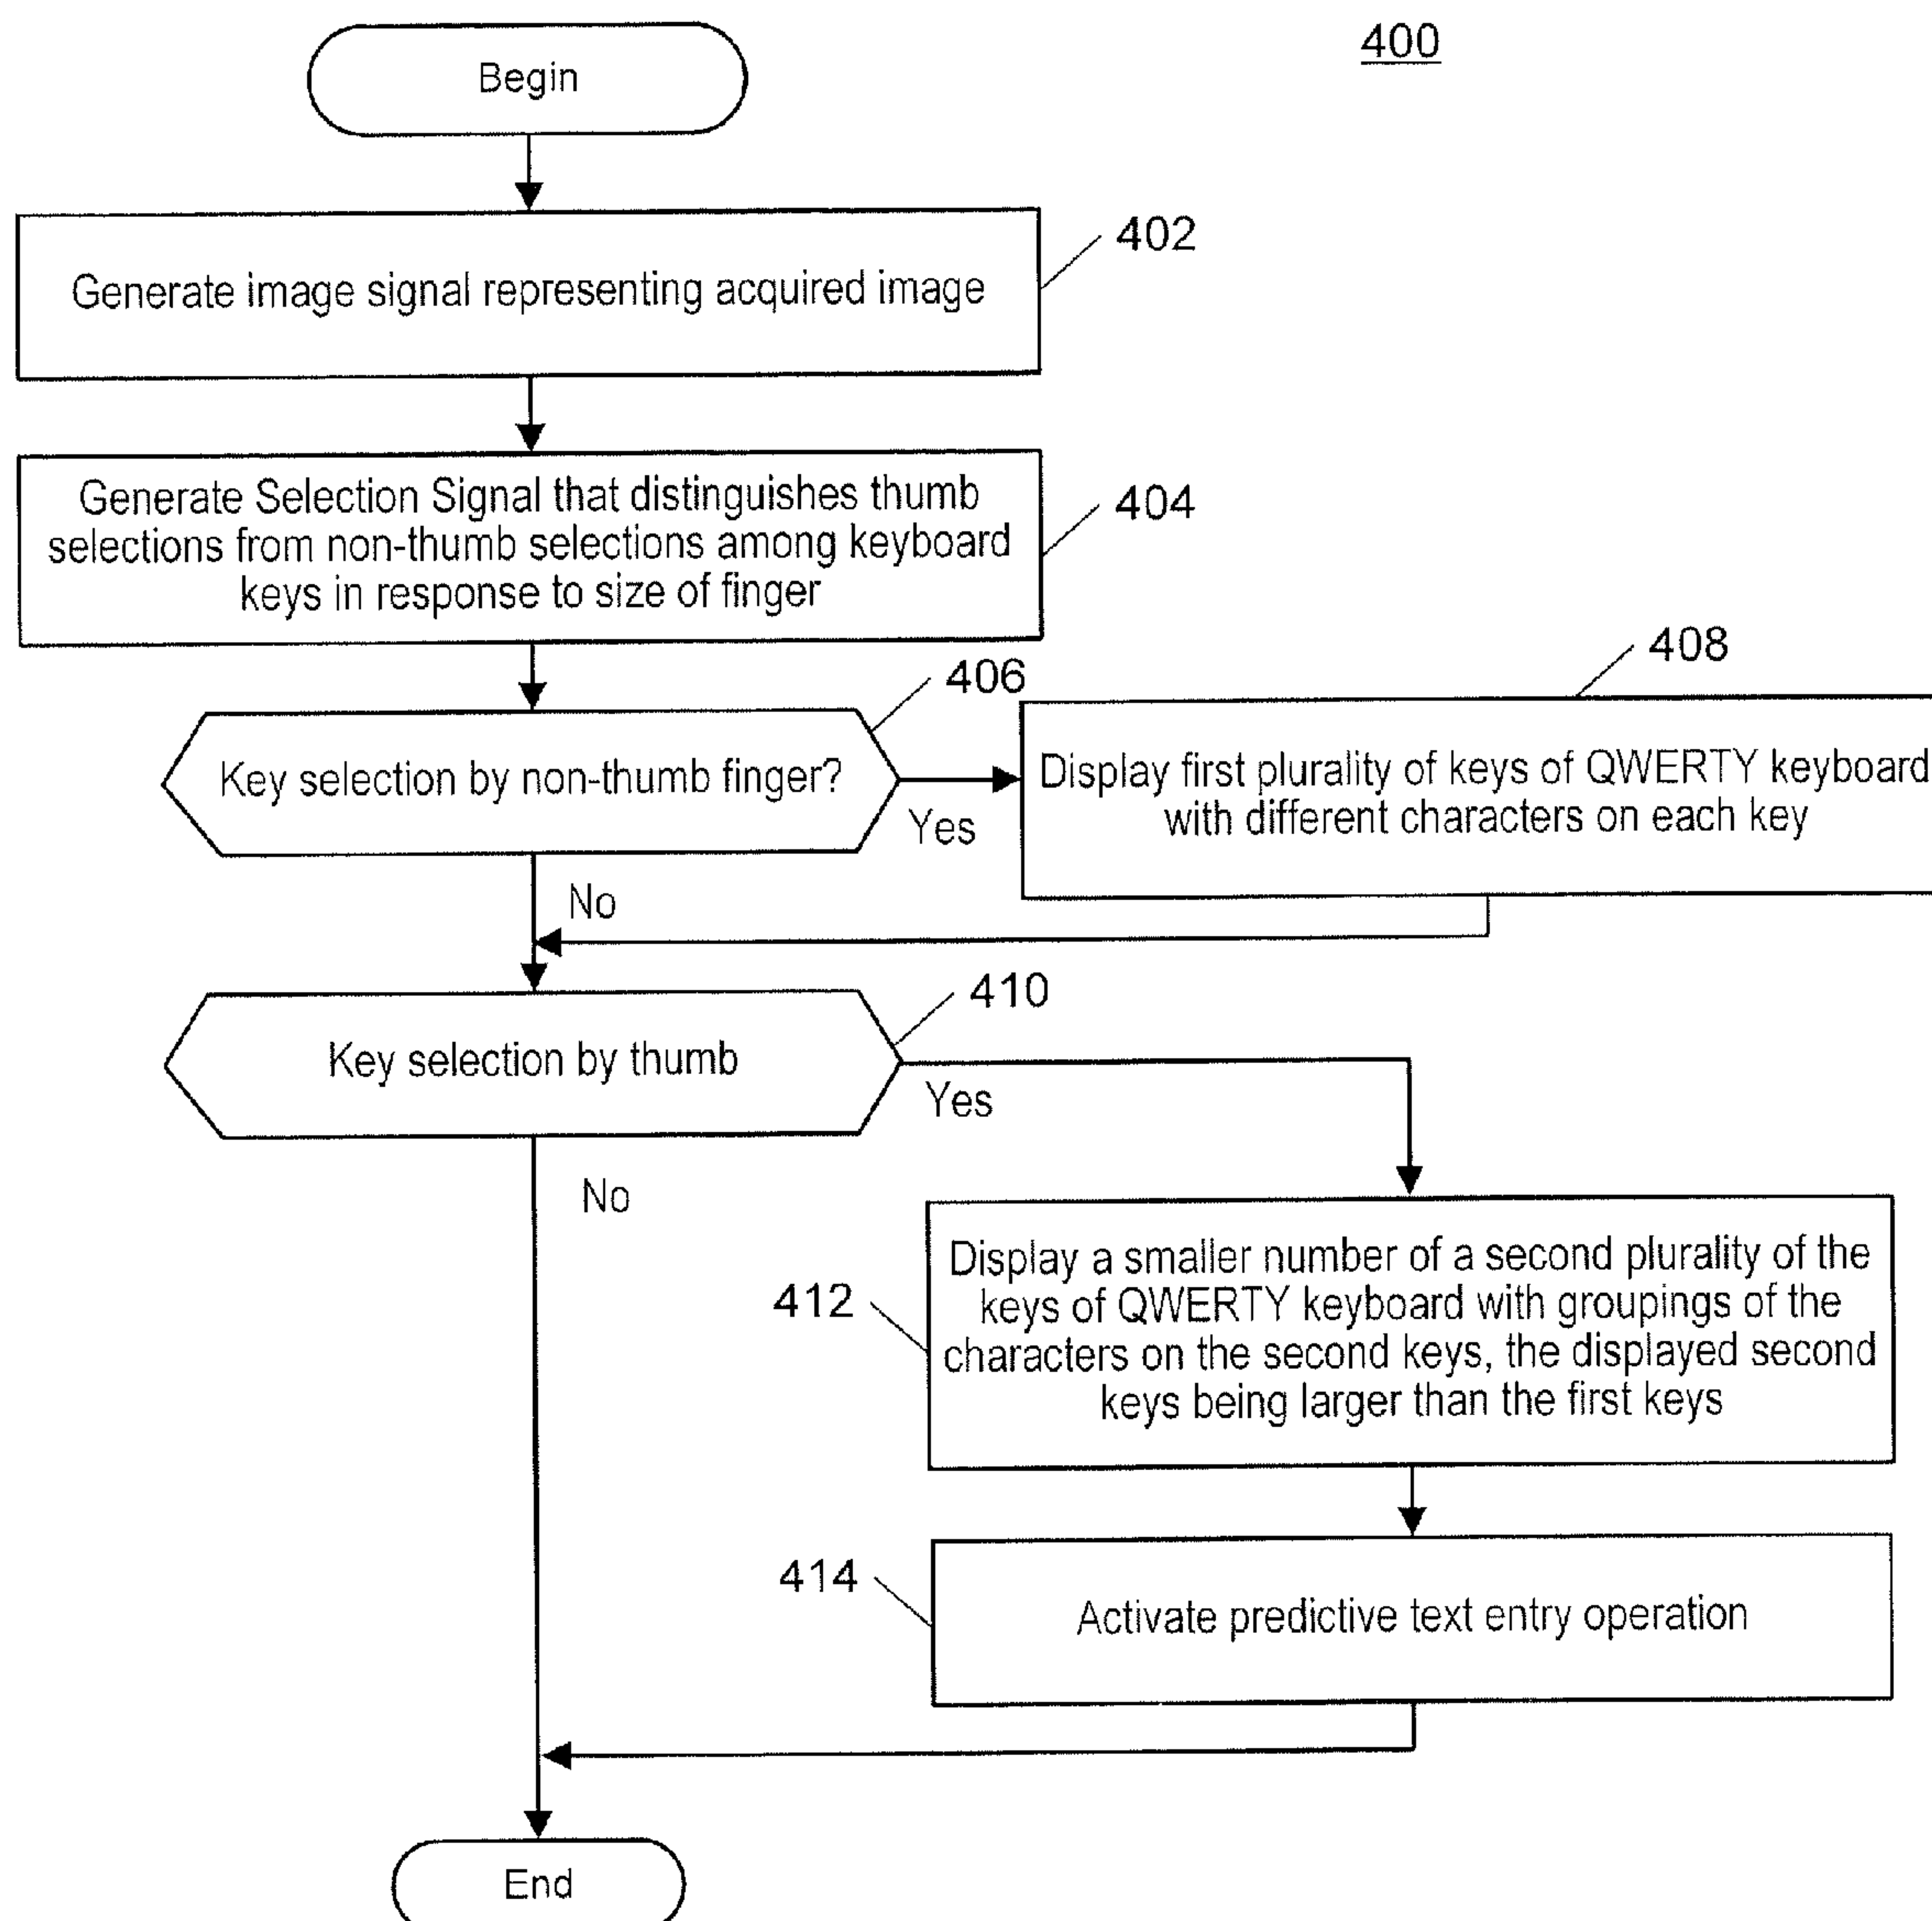 400
Begin
402
Generate image signal representing acquired image
404
Generate Selection Signal that distinguishes thumb
selections from non-thumb selections among keyboard
keys in response to size of finger
406
Key selection by non-thumb finger?
Yes
No
408
Display first plurality of keys of QWERTY keyboard
with different characters on each key
410
Key selection by thumb
Yes
No
412
Display a smaller number of a second plurality of the
keys of QWERTY keyboard with groupings of the
characters on the second keys, the displayed second
keys being larger than the first keys
414
Activate predictive text entry operation
End